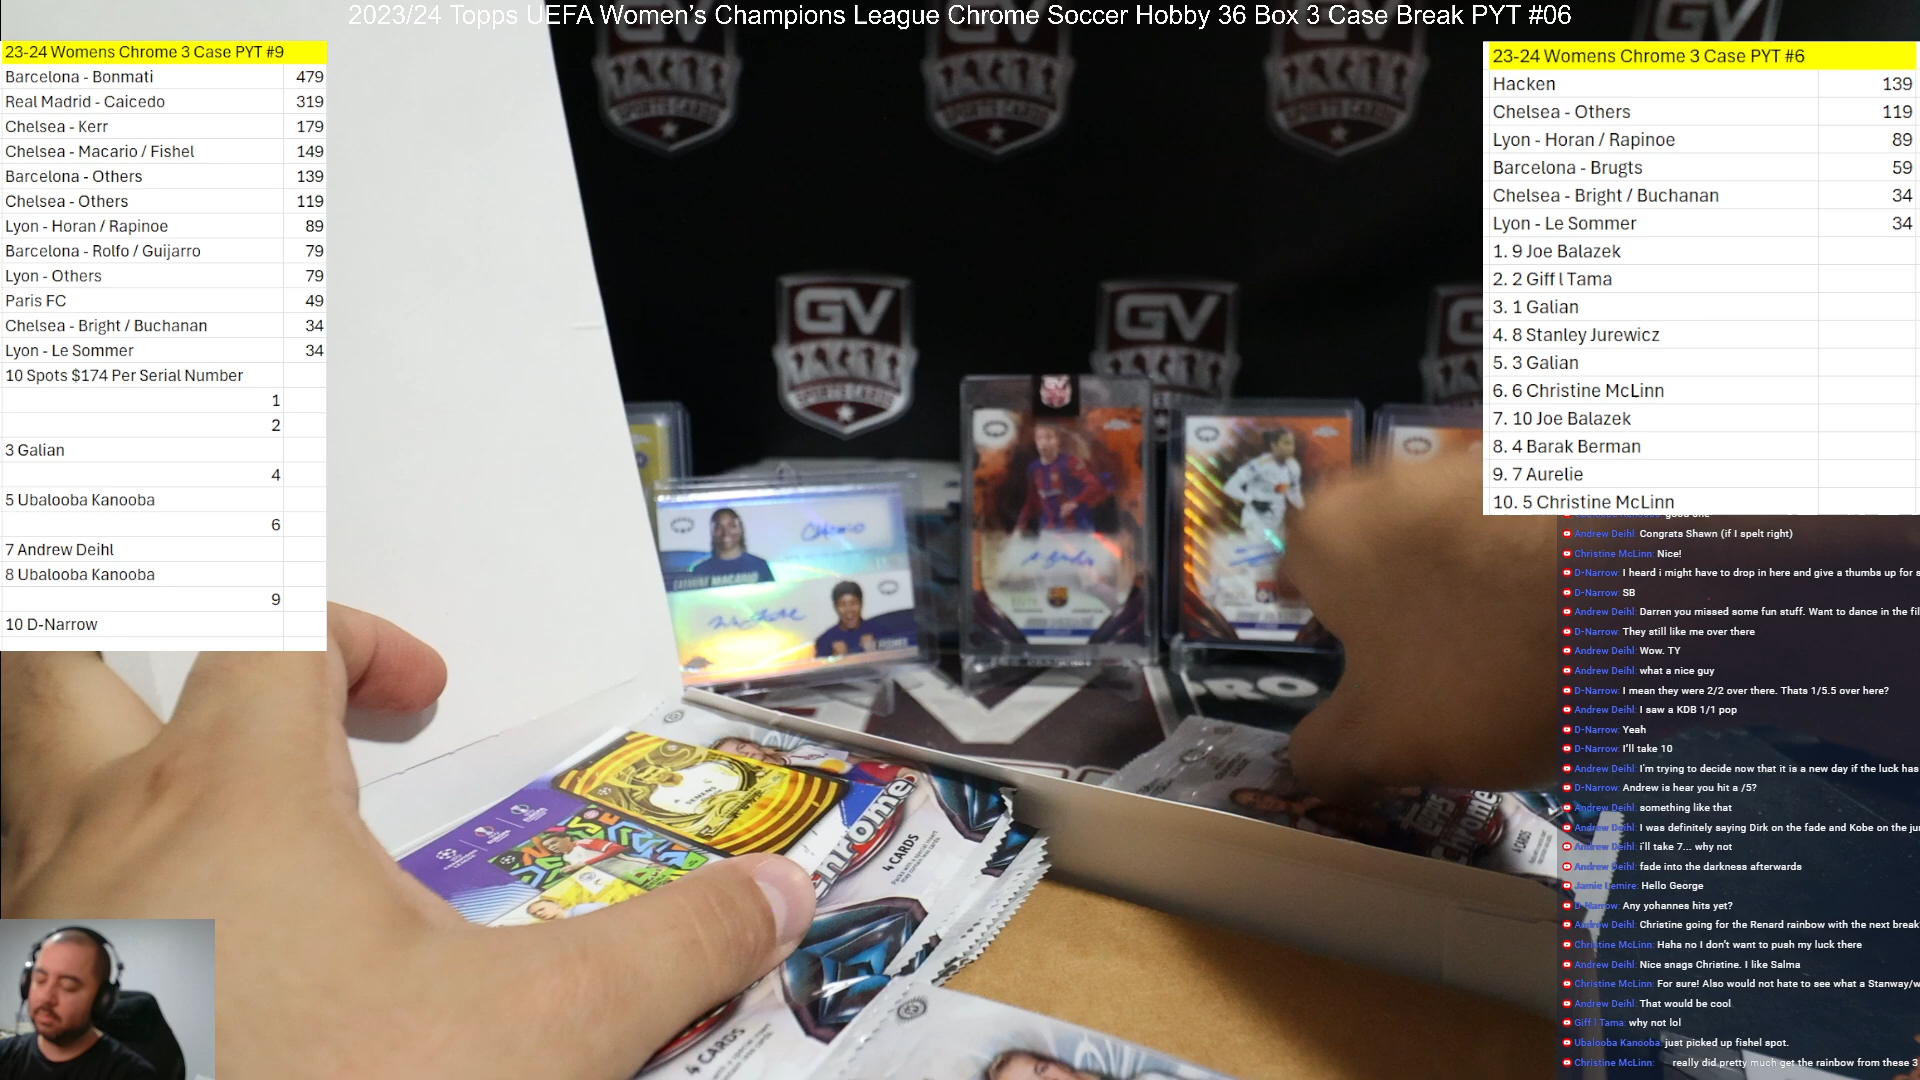 2023/24 Topps UEFA Women's Champions League Chrome Soccer Hobby 36 Box 3 Case Break PYT #06
23-24 Womens Chrome 3 Case PYT #9
Barcelona - Bonmati 479
Real Madrid - Caicedo 319
Chelsea - Kerr 179
Chelsea - Macario / Fishel 149
Barcelona - Others 139
Chelsea - Others 119
Lyon - Horan / Rapinoe 89
Barcelona - Rolfo / Guijarro 79
Lyon - Others 79
Paris FC 49
Chelsea - Bright / Buchanan 34
Lyon - Le Sommer 34
10 Spots $174 Per Serial Number
1
2
3 Galian
4
5 Ubalooba Kanooba
6
7 Andrew Deihl
8 Ubalooba Kanooba
9
10 D-Narrow
23-24 Womens Chrome 3 Case PYT #6
Hacken 139
Chelsea - Others 119
Lyon - Horan / Rapinoe 89
Barcelona - Brugts 59
Chelsea - Bright / Buchanan 34
Lyon - Le Sommer 34
1. 9 Joe Balazek
2. 2 Giff l Tama
3. 1 Galian
4. 8 Stanley Jurewicz
5. 3 Galian
6. 6 Christine McLinn
7. 10 Joe Balazek
8. 4 Barak Berman
9. 7 Aurelie
10. 5 Christine McLinn
Andrew Deihl: Congrats Shawn (if I spelt right)
Christine McLinn: Nice!
D-Narrow: I heard i might have to drop in here and give a thumbs up for
D-Narrow: SB
Andrew Deihl: Darren you missed some fun stuff. Want to dance in the
D-Narrow: They still like me over there
Andrew Deihl: Wow. TY
Andrew Deihl: what a nice guy
D-Narrow: I mean they were 2/2 over there. Thats 1/5.5 over here?
Andrew Deihl: I saw a KDB 1/1 pop
D-Narrow: Yeah
D-Narrow: I'll take 10
Andrew Deihl: I'm trying to decide now that it is a new day if the luck has
D-Narrow: Andrew is hear you hit a /5?
Andrew Deihl: something like that
Andrew Deihl: I was definitely saying Dirk on the fade and Kobe on the
Andrew Deihl: i'll take 7... why not
Andrew Deihl: fade into the darkness afterwards
Jamie Lemire: Hello George
D-Narrow: Any yohannes hits yet?
Andrew Deihl: Christine going for the Renard rainbow with the next break
Christine McLinn: Haha no I don't want to push my luck there
Andrew Deihl: Nice snags Christine. I like Salma
Christine McLinn: For sure! Also would not hate to see what a Stanway/
Andrew Deihl: That would be cool
Giff l Tama: why not lol
Ubalooba Kanooba: just picked up fishel spot.
Christine McLinn: really did pretty much get the rainbow from these 3
GV
SPORTS CARDS
GV
GV
PRO
chrome
4 CARDS
4 CARDS
topps
chrome
4 CARDS